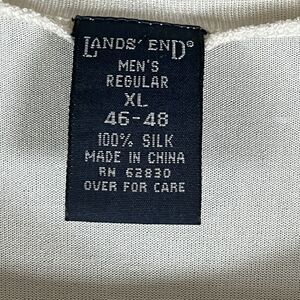 LANDS' END®
MEN'S
REGULAR
XL
46-48
100% SILK
MADE IN CHINA
RN 62830
OVER FOR CARE